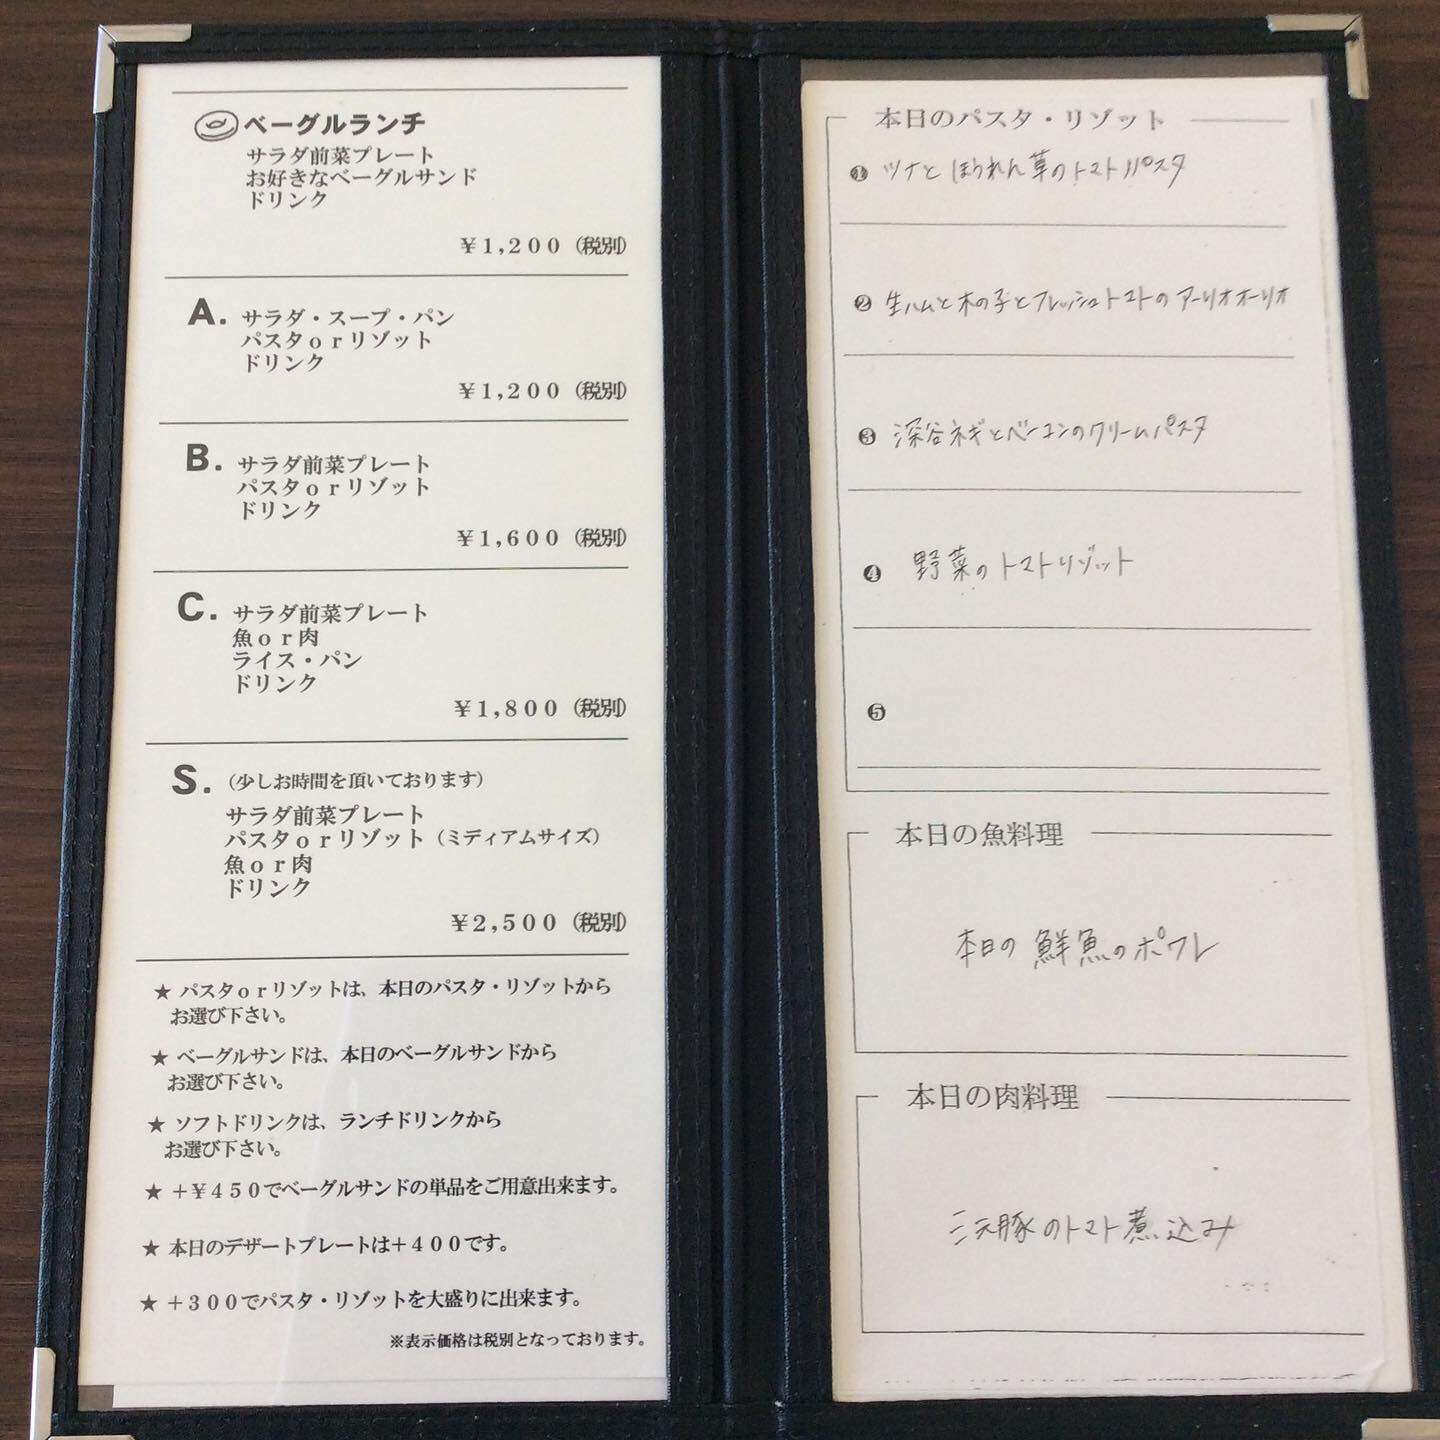 ベーグルランチ
サラダ前菜プレート
お好きなベーグルサンド
ドリンク
¥1,200(税別)
A. サラダ・スープ・パン
パスタorリゾット
ドリンク
¥1,200(税別)
B. サラダ前菜プレート
パスタorリゾット
ドリンク
¥1,600(税別)
C. サラダ前菜プレート
魚or肉
ライス・パン
ドリンク
¥1,800(税別)
S.(少しお時間を頂いております)
サラダ前菜プレート
パスタorリゾット(ミディアムサイズ)
魚or肉
ドリンク
¥2,500(税別)
★ パスタorリゾットは、本日のパスタ・リゾットから
お選び下さい。
★ ベーグルサンドは、本日のベーグルサンドから
お選び下さい。
★ ソフトドリンクは、ランチドリンクから
お選び下さい。
★ +¥450でベーグルサンドの単品をご用意出来ます。
★ 本日のデザートプレートは+400です。
★ +300でパスタ・リゾットを大盛りに出来ます。
※表示価格は税別となっております。
本日のパスタ・リゾット
❶ ツナとほうれん草のトマトパスタ
❷ 生ハムと木の子とフレッシュトマトのアーリオオーリオ
❸ 深谷ネギとベーコンのクリームパスタ
❹ 野菜のトマトリゾット
❺
本日の魚料理
本日の鮮魚のポワレ
本日の肉料理
三元豚のトマト煮込み